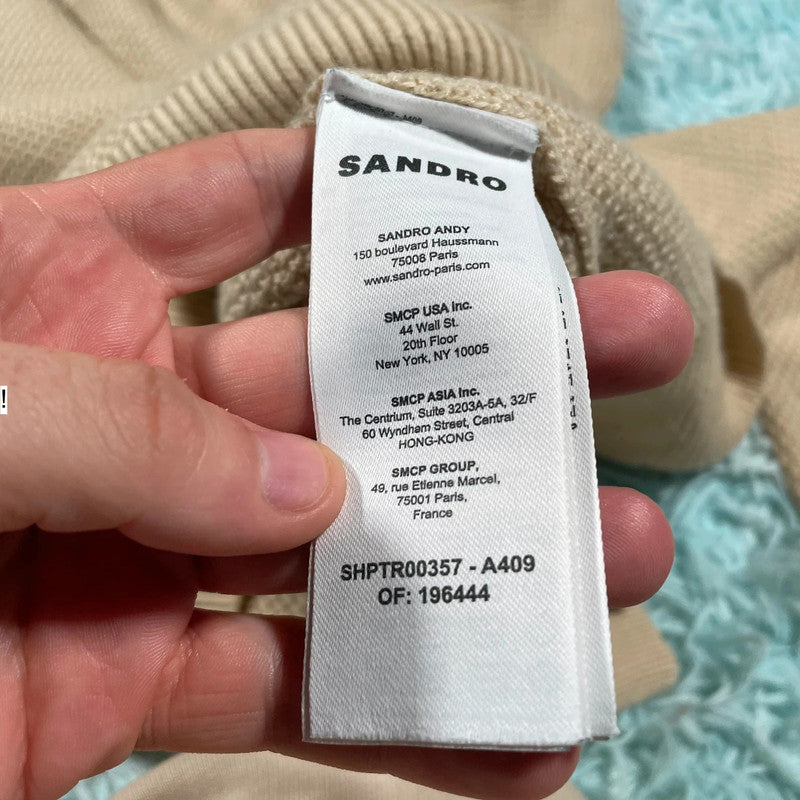 SANDRO
SANDRO ANDY
150 boulevard Haussmann
75008 Paris
www.sandro-paris.com
SMCP USA Inc.
44 Wall St.
20th Floor
New York, NY 10005
SMCP ASIA Inc.
The Centrium, Suite 3203A-5A, 32/F
60 Wyndham Street, Central
HONG-KONG
SMCP GROUP,
49, rue Etienne Marcel,
75001 Paris,
France
SHPTR00357 - A409
OF: 196444
!